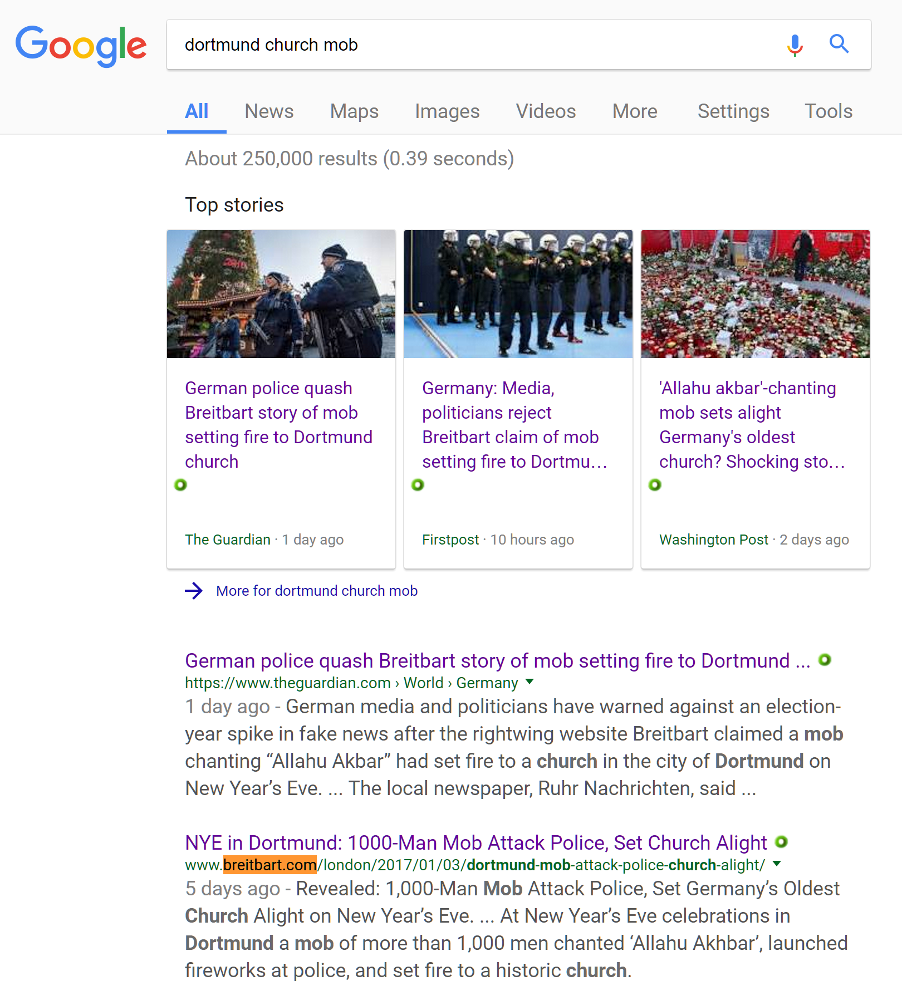 Google
dortmund church mob
All News Maps Images Videos More Settings Tools
About 250,000 results (0.39 seconds)
Top stories
German police quash
Breitbart story of mob
setting fire to Dortmund
church
The Guardian · 1 day ago
Germany: Media,
politicians reject
Breitbart claim of mob
setting fire to Dortmu...
Firstpost · 10 hours ago
'Allahu akbar'-chanting
mob sets alight
Germany's oldest
church? Shocking sto...
Washington Post · 2 days ago
More for dortmund church mob
German police quash Breitbart story of mob setting fire to Dortmund ...
https://www.theguardian.com › World › Germany
1 day ago - German media and politicians have warned against an election-
year spike in fake news after the rightwing website Breitbart claimed a mob
chanting “Allahu Akbar” had set fire to a church in the city of Dortmund on
New Year’s Eve. ... The local newspaper, Ruhr Nachrichten, said ...
NYE in Dortmund: 1000-Man Mob Attack Police, Set Church Alight
www.breitbart.com/london/2017/01/03/dortmund-mob-attack-police-church-alight/
5 days ago - Revealed: 1,000-Man Mob Attack Police, Set Germany’s Oldest
Church Alight on New Year’s Eve. ... At New Year’s Eve celebrations in
Dortmund a mob of more than 1,000 men chanted ‘Allahu Akhbar’, launched
fireworks at police, and set fire to a historic church.